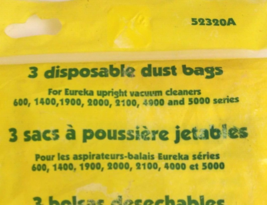 52320A
3 disposable dust bags
For Eureka upright vacuum cleaners
600, 1400,1900, 2000, 2100, 4000 and 5000 series
3 sacs à poussière jetables
Pour les aspirateurs-balais Eureka séries
600, 1400, 1900, 2000, 2100, 4000 et 5000
3 bolsas desechables